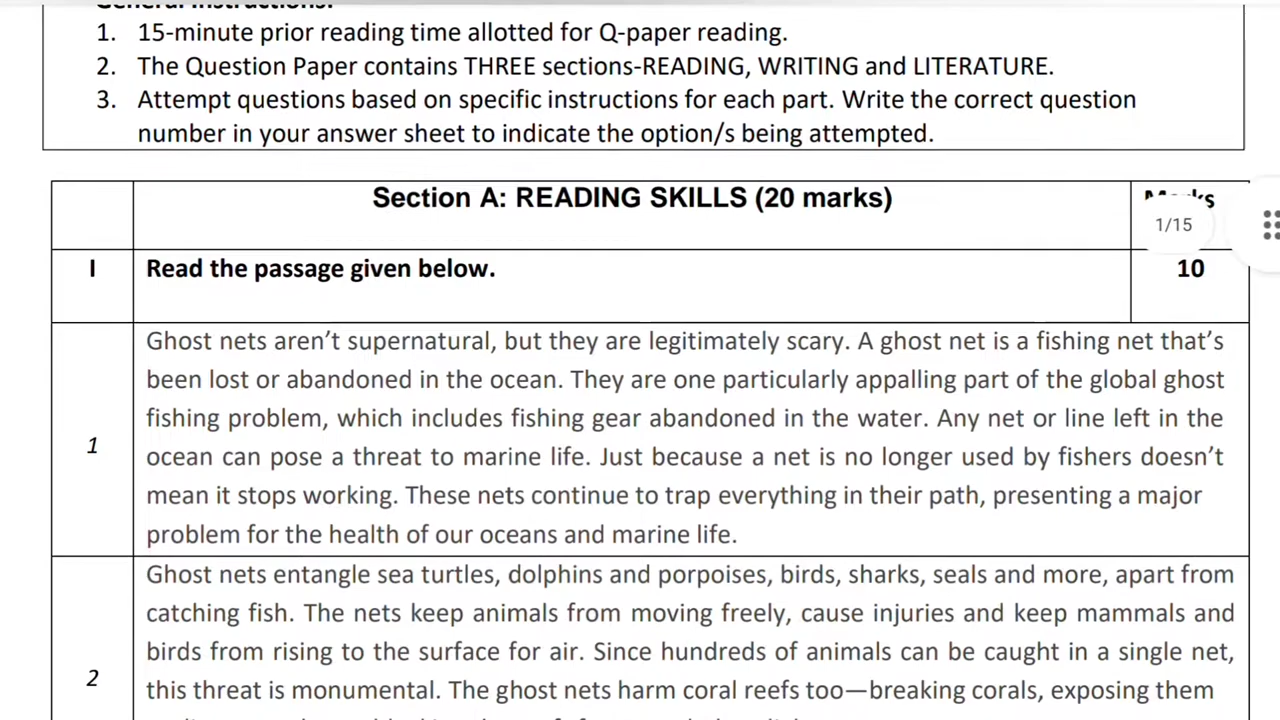 General Instructions:
1. 15-minute prior reading time allotted for Q-paper reading.
2. The Question Paper contains THREE sections-READING, WRITING and LITERATURE.
3. Attempt questions based on specific instructions for each part. Write the correct question
number in your answer sheet to indicate the option/s being attempted.
Section A: READING SKILLS (20 marks)
Marks
1/15
I Read the passage given below. 10
Ghost nets aren’t supernatural, but they are legitimately scary. A ghost net is a fishing net that’s
been lost or abandoned in the ocean. They are one particularly appalling part of the global ghost
fishing problem, which includes fishing gear abandoned in the water. Any net or line left in the
1
ocean can pose a threat to marine life. Just because a net is no longer used by fishers doesn’t
mean it stops working. These nets continue to trap everything in their path, presenting a major
problem for the health of our oceans and marine life.
Ghost nets entangle sea turtles, dolphins and porpoises, birds, sharks, seals and more, apart from
catching fish. The nets keep animals from moving freely, cause injuries and keep mammals and
birds from rising to the surface for air. Since hundreds of animals can be caught in a single net,
2
this threat is monumental. The ghost nets harm coral reefs too—breaking corals, exposing them